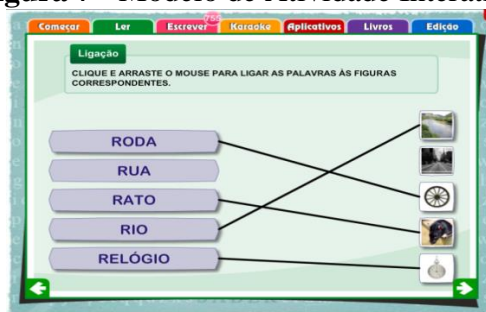 Começar Ler Escrever Karaoke Aplicativos Livros Edição
Ligação
CLIQUE E ARRASTE O MOUSE PARA LIGAR AS PALAVRAS ÀS FIGURAS
CORRESPONDENTES.
RODA
RUA
RATO
RIO
RELÓGIO